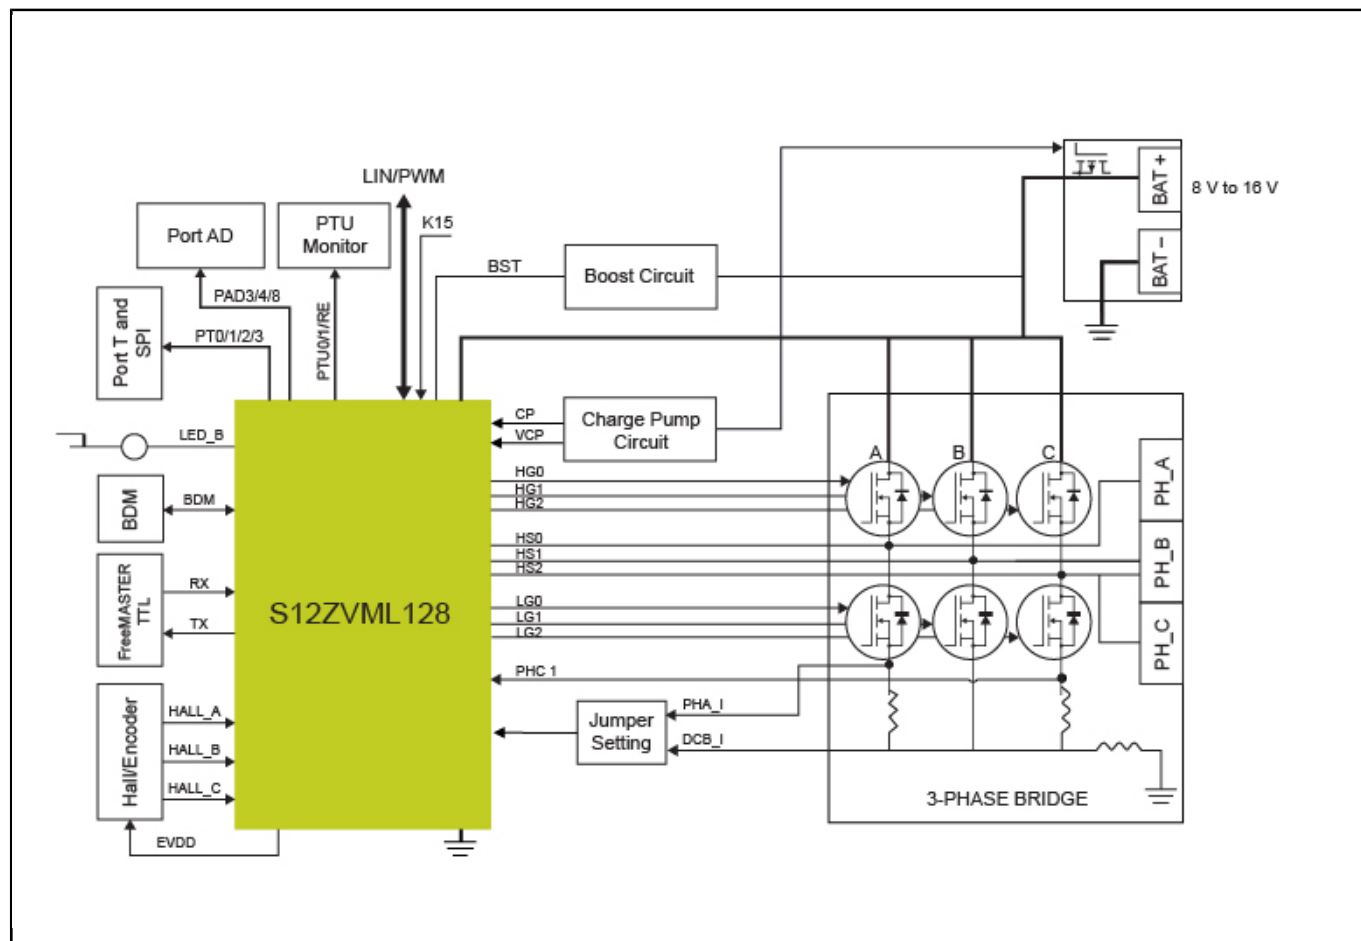 LIN/PWM
K15
Port AD
PTU
Monitor
BAT +
8 V to 16 V
BAT –
BST
Boost Circuit
PAD3/4/8
Port T and
SPI
PT0/1/2/3
PTU0/1/RE
CP
VCP
Charge Pump
Circuit
LED_B
A
B
C
HG0
HG1
HG2
BDM
BDM
PH_A
HS0
HS1
HS2
PH_B
FreeMASTER
TTL
RX
TX
S12ZVML128
LG0
LG1
LG2
PH_C
PHC 1
Hall/Encoder
HALL_A
HALL_B
HALL_C
Jumper
Setting
PHA_I
DCB_I
3-PHASE BRIDGE
EVDD